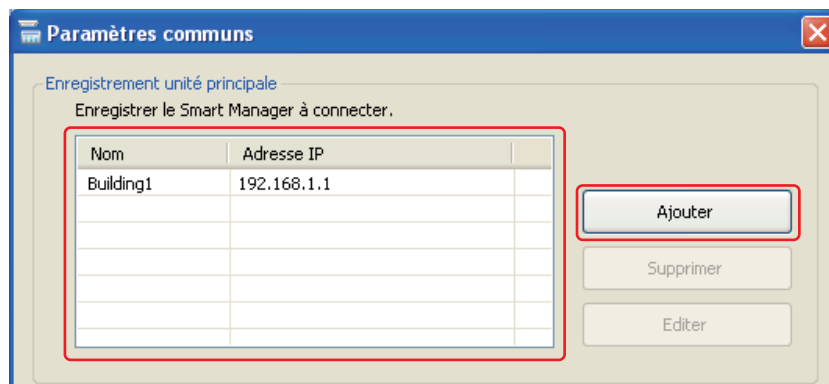 Paramètres communs
Enregistrement unité principale
Enregistrer le Smart Manager à connecter.
Nom Adresse IP
Building1 192.168.1.1
Ajouter
Supprimer
Editer